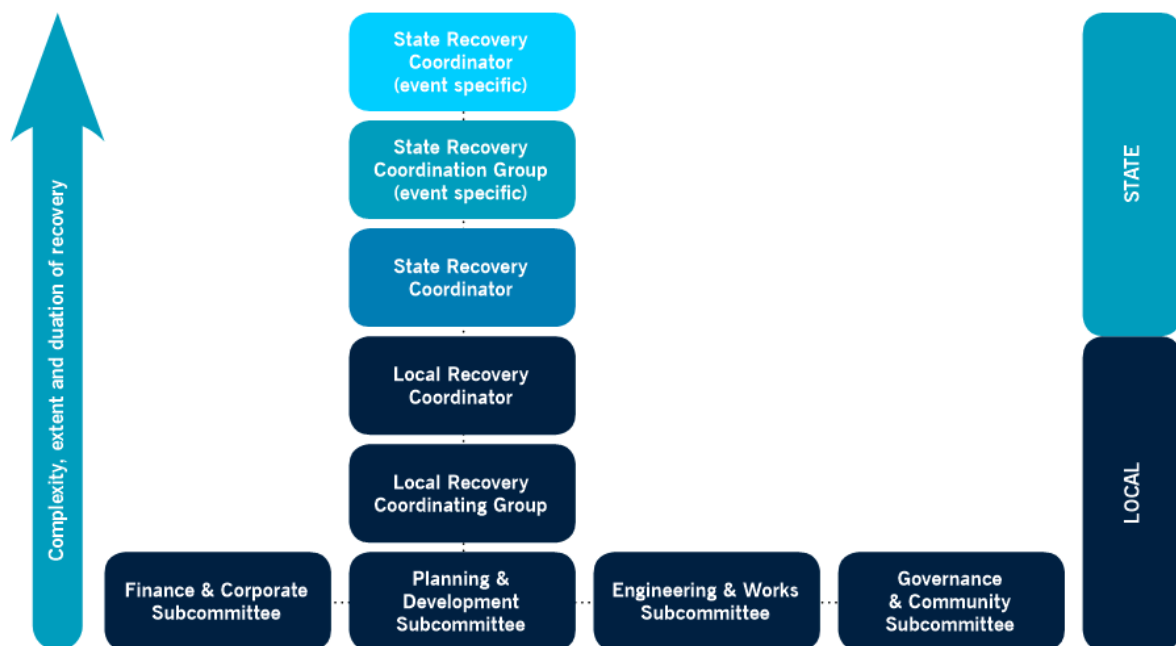 State Recovery
Coordinator
(event specific)
State Recovery
Coordination Group
(event specific)
State Recovery
Coordinator
Local Recovery
Coordinator
Local Recovery
Coordinating Group
Finance & Corporate
Subcommittee
Planning &
Development
Subcommittee
Engineering & Works
Subcommittee
Governance
& Community
Subcommittee
Complexity, extent and duation of recovery
STATE
LOCAL